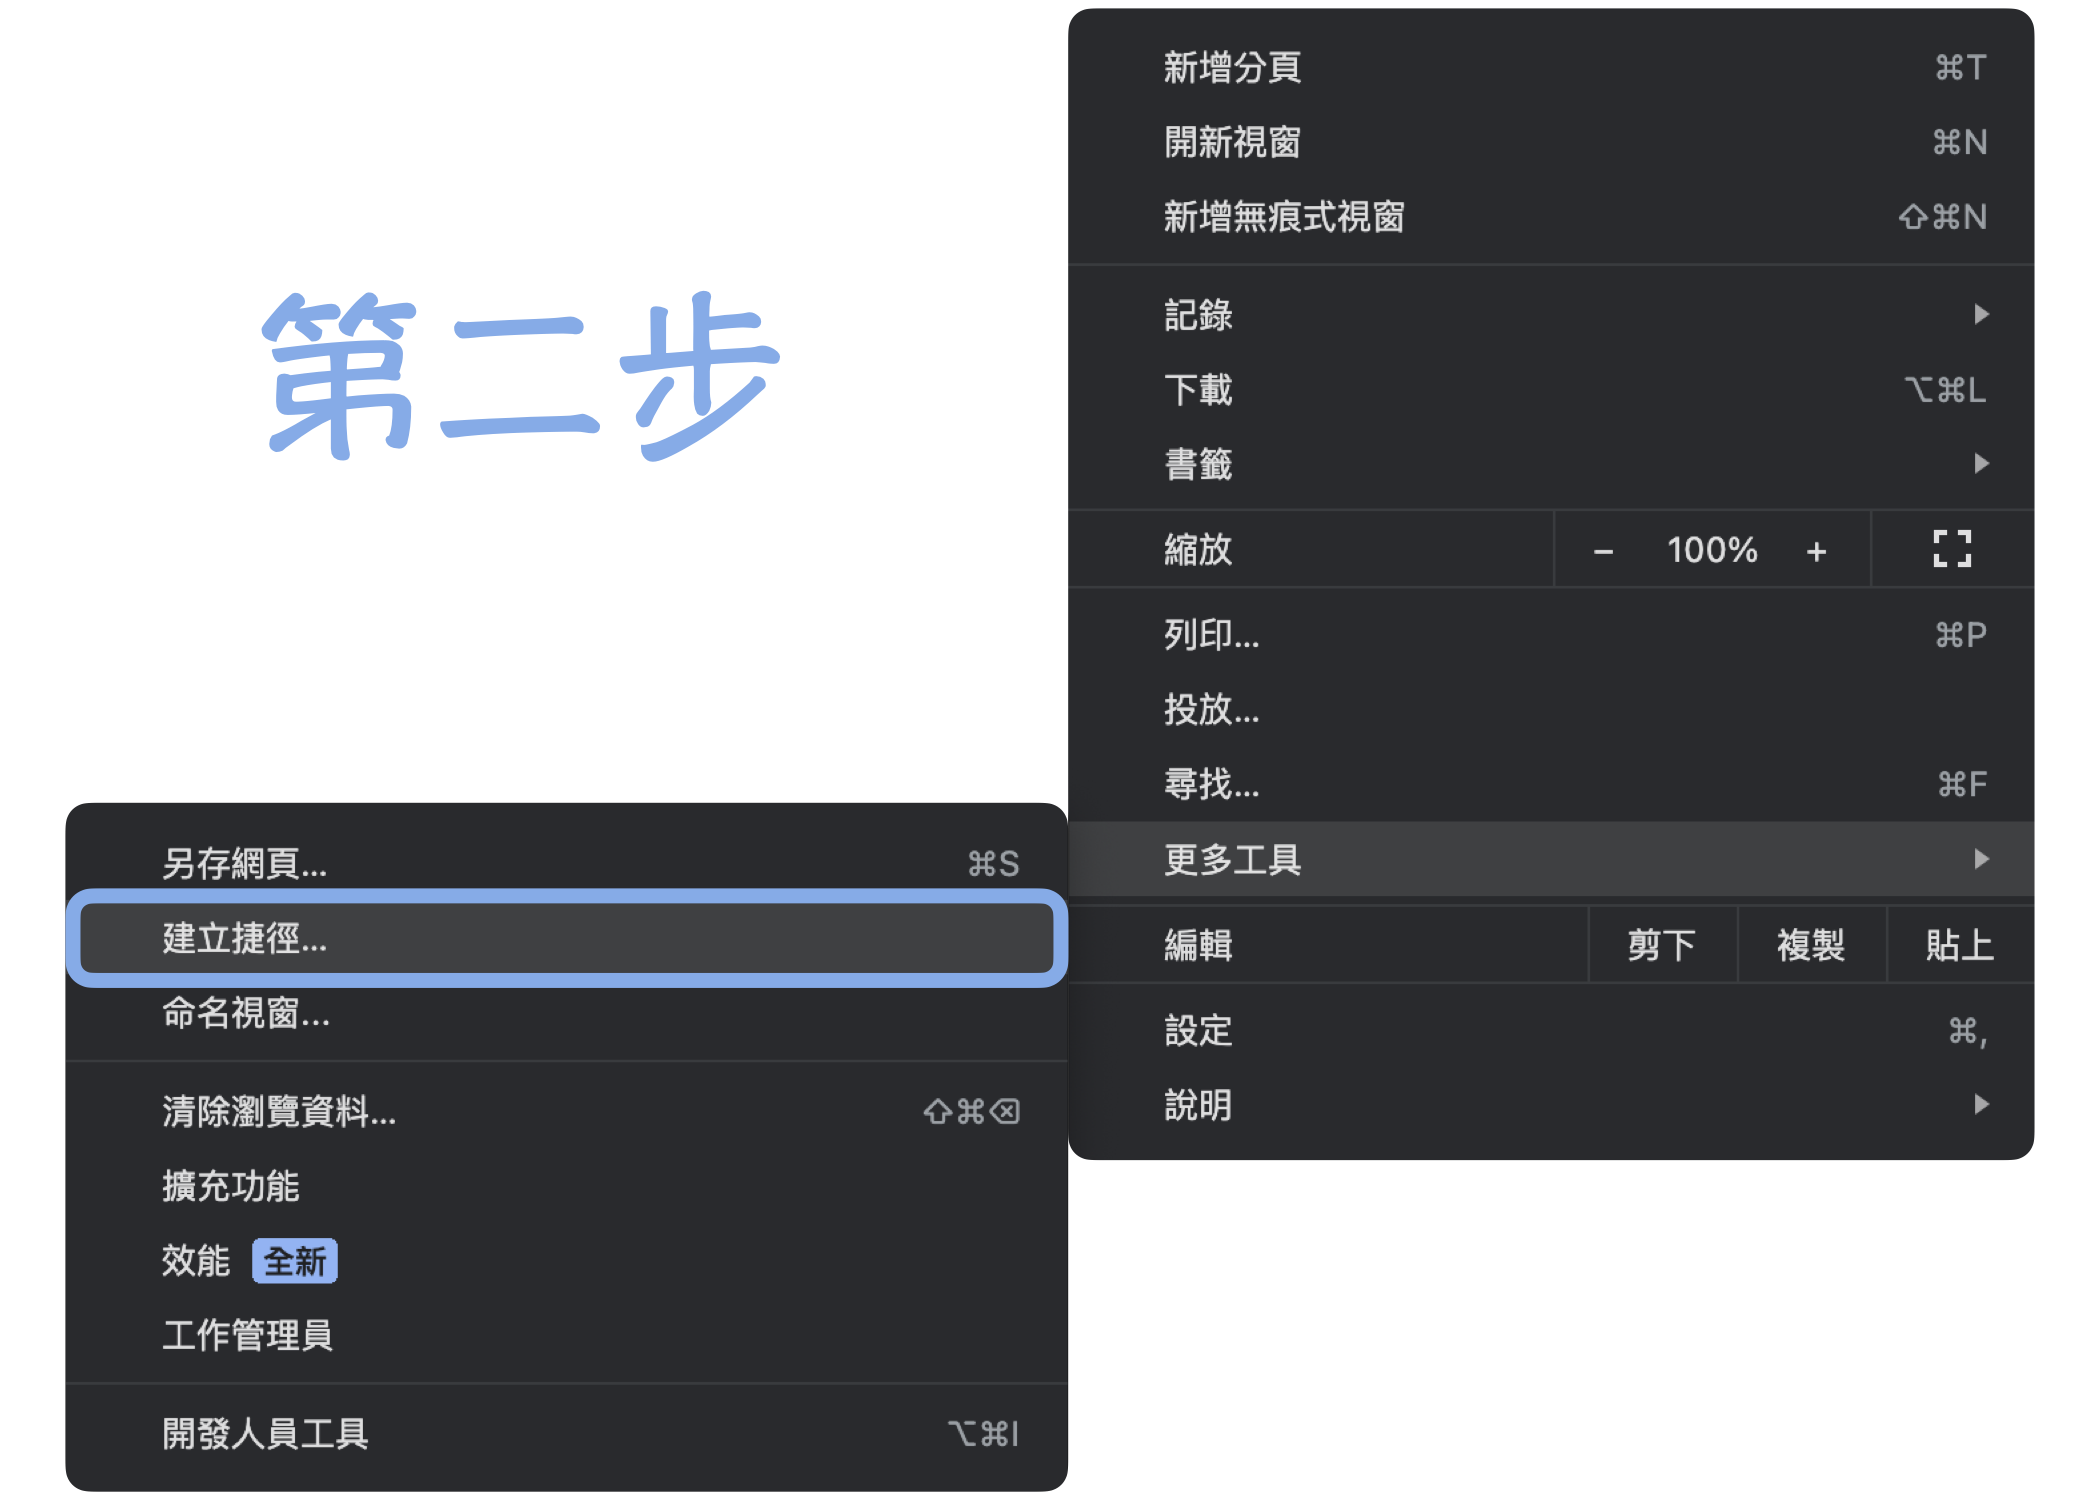 第二步
新增分頁 ⌘T
開新視窗 ⌘N
新增無痕式視窗 ⇧⌘N
記錄
下載 ⌥⌘L
書籤
縮放 − 100% +
列印... ⌘P
投放...
尋找... ⌘F
更多工具
編輯 剪下 複製 貼上
設定 ⌘,
說明
另存網頁... ⌘S
建立捷徑...
命名視窗...
清除瀏覽資料... ⇧⌘⌫
擴充功能
效能 全新
工作管理員
開發人員工具 ⌥⌘I